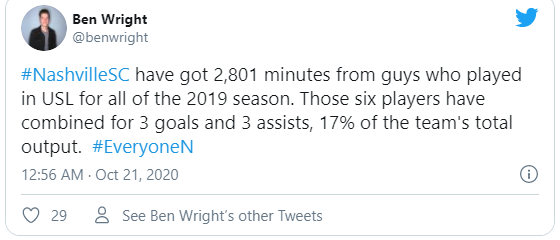 Ben Wright
@benwright
#NashvilleSC have got 2,801 minutes from guys who played
in USL for all of the 2019 season. Those six players have
combined for 3 goals and 3 assists, 17% of the team's total
output. #EveryoneN
12:56 AM · Oct 21, 2020
29 See Ben Wright's other Tweets